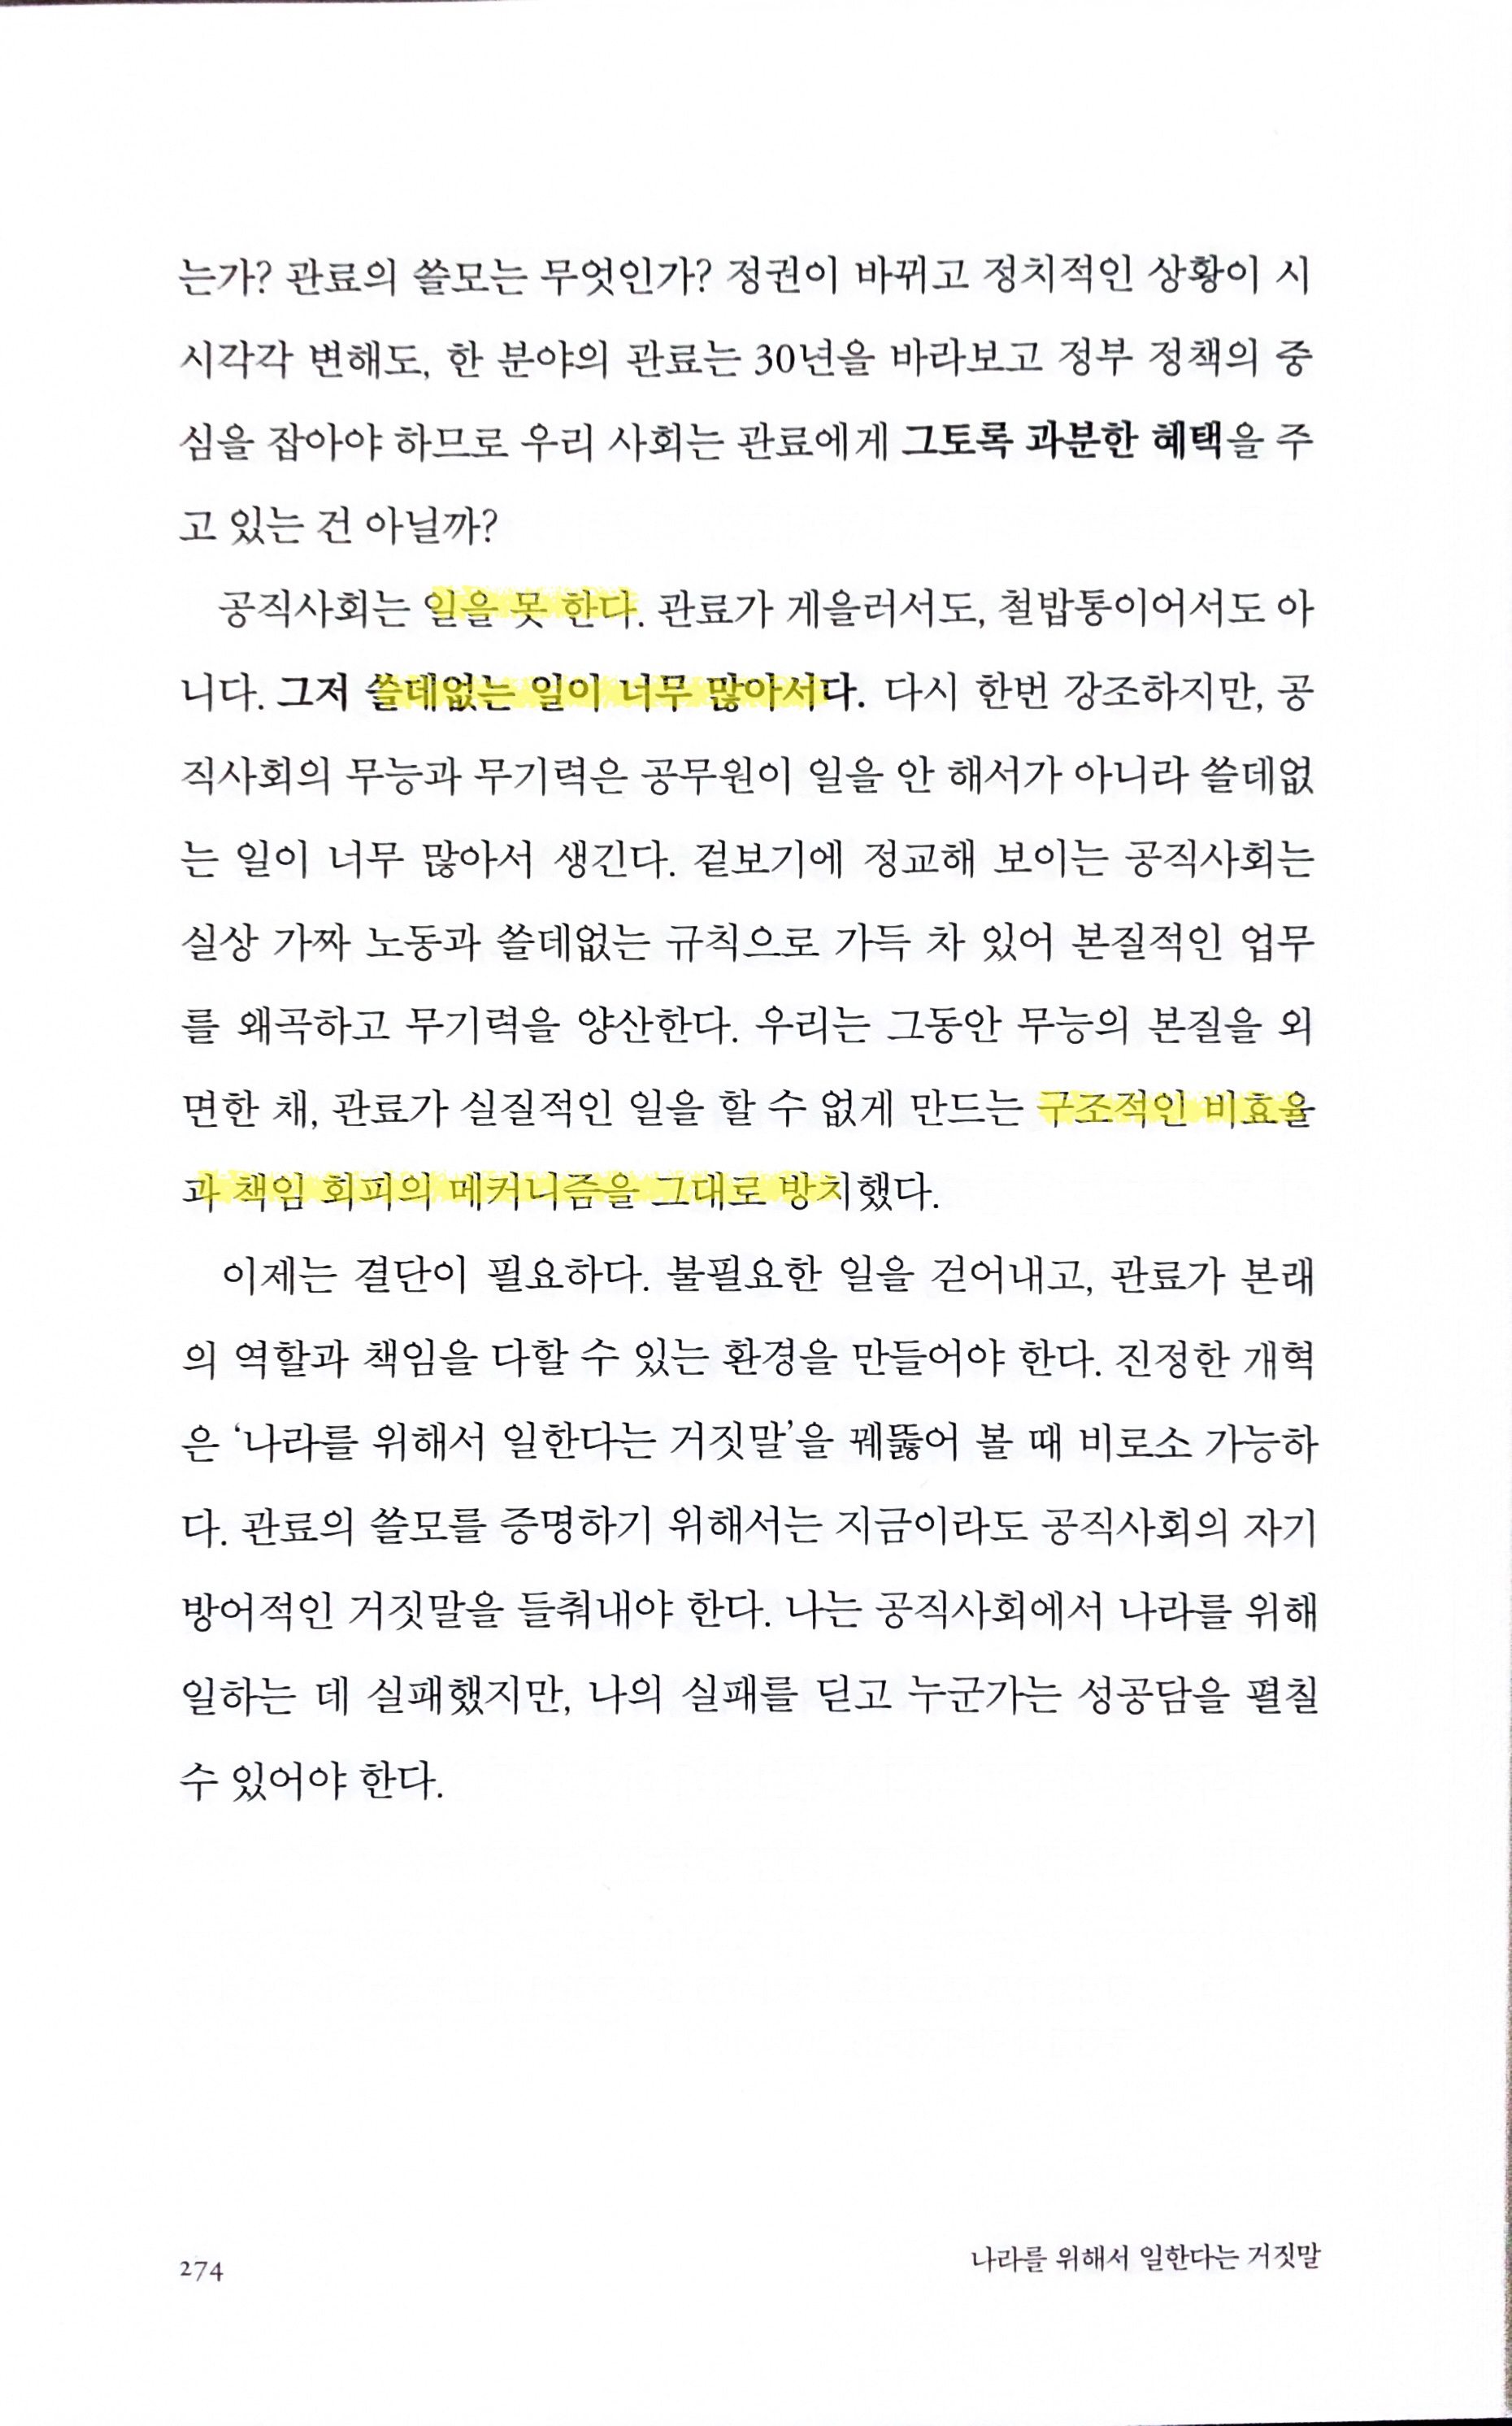 는가? 관료의 쓸모는 무엇인가? 정권이 바뀌고 정치적인 상황이 시
시각각 변해도, 한 분야의 관료는 30년을 바라보고 정부 정책의 중
심을 잡아야 하므로 우리 사회는 관료에게 그토록 과분한 혜택을 주
고 있는 건 아닐까?
공직사회는 일을 못 한다. 관료가 게을러서도, 철밥통이어서도 아
니다. 그저 쓸데없는 일이 너무 많아서다. 다시 한번 강조하지만, 공
직사회의 무능과 무기력은 공무원이 일을 안 해서가 아니라 쓸데없
는 일이 너무 많아서 생긴다. 겉보기에 정교해 보이는 공직사회는
실상 가짜 노동과 쓸데없는 규칙으로 가득 차 있어 본질적인 업무
를 왜곡하고 무기력을 양산한다. 우리는 그동안 무능의 본질을 외
면한 채, 관료가 실질적인 일을 할 수 없게 만드는 구조적인 비효율
과 책임 회피의 메커니즘을 그대로 방치했다.
이제는 결단이 필요하다. 불필요한 일을 걷어내고, 관료가 본래
의 역할과 책임을 다할 수 있는 환경을 만들어야 한다. 진정한 개혁
은 ‘나라를 위해서 일한다는 거짓말’을 꿰뚫어 볼 때 비로소 가능하
다. 관료의 쓸모를 증명하기 위해서는 지금이라도 공직사회의 자기
방어적인 거짓말을 들춰내야 한다. 나는 공직사회에서 나라를 위해
일하는 데 실패했지만, 나의 실패를 딛고 누군가는 성공담을 펼칠
수 있어야 한다.
274
나라를 위해서 일한다는 거짓말